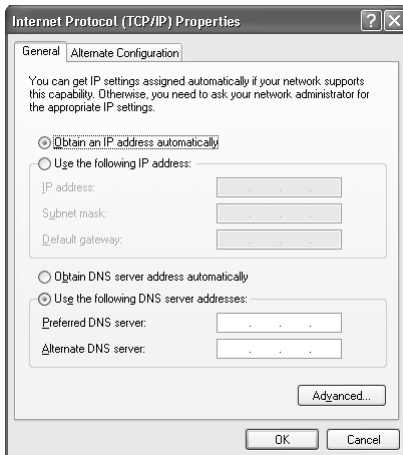 Internet Protocol (TCP/IP) Properties
General
Alternate Configuration
You can get IP settings assigned automatically if your network supports
this capability. Otherwise, you need to ask your network administrator for
the appropriate IP settings.
Obtain an IP address automatically
Use the following IP address:
IP address:
Subnet mask:
Default gateway:
Obtain DNS server address automatically
Use the following DNS server addresses:
Preferred DNS server:
Alternate DNS server:
Advanced...
OK
Cancel